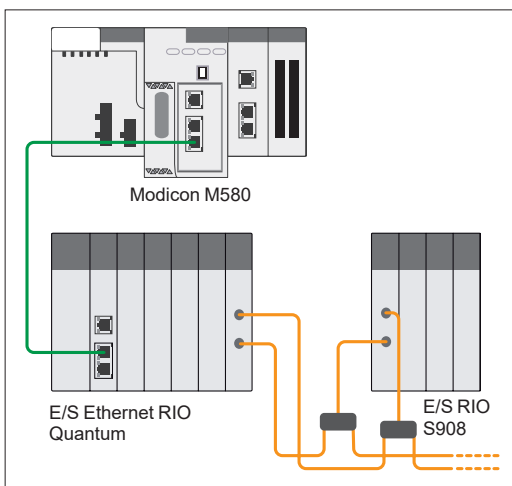 Modicon M580
E/S Ethernet RIO
Quantum
E/S RIO
S908